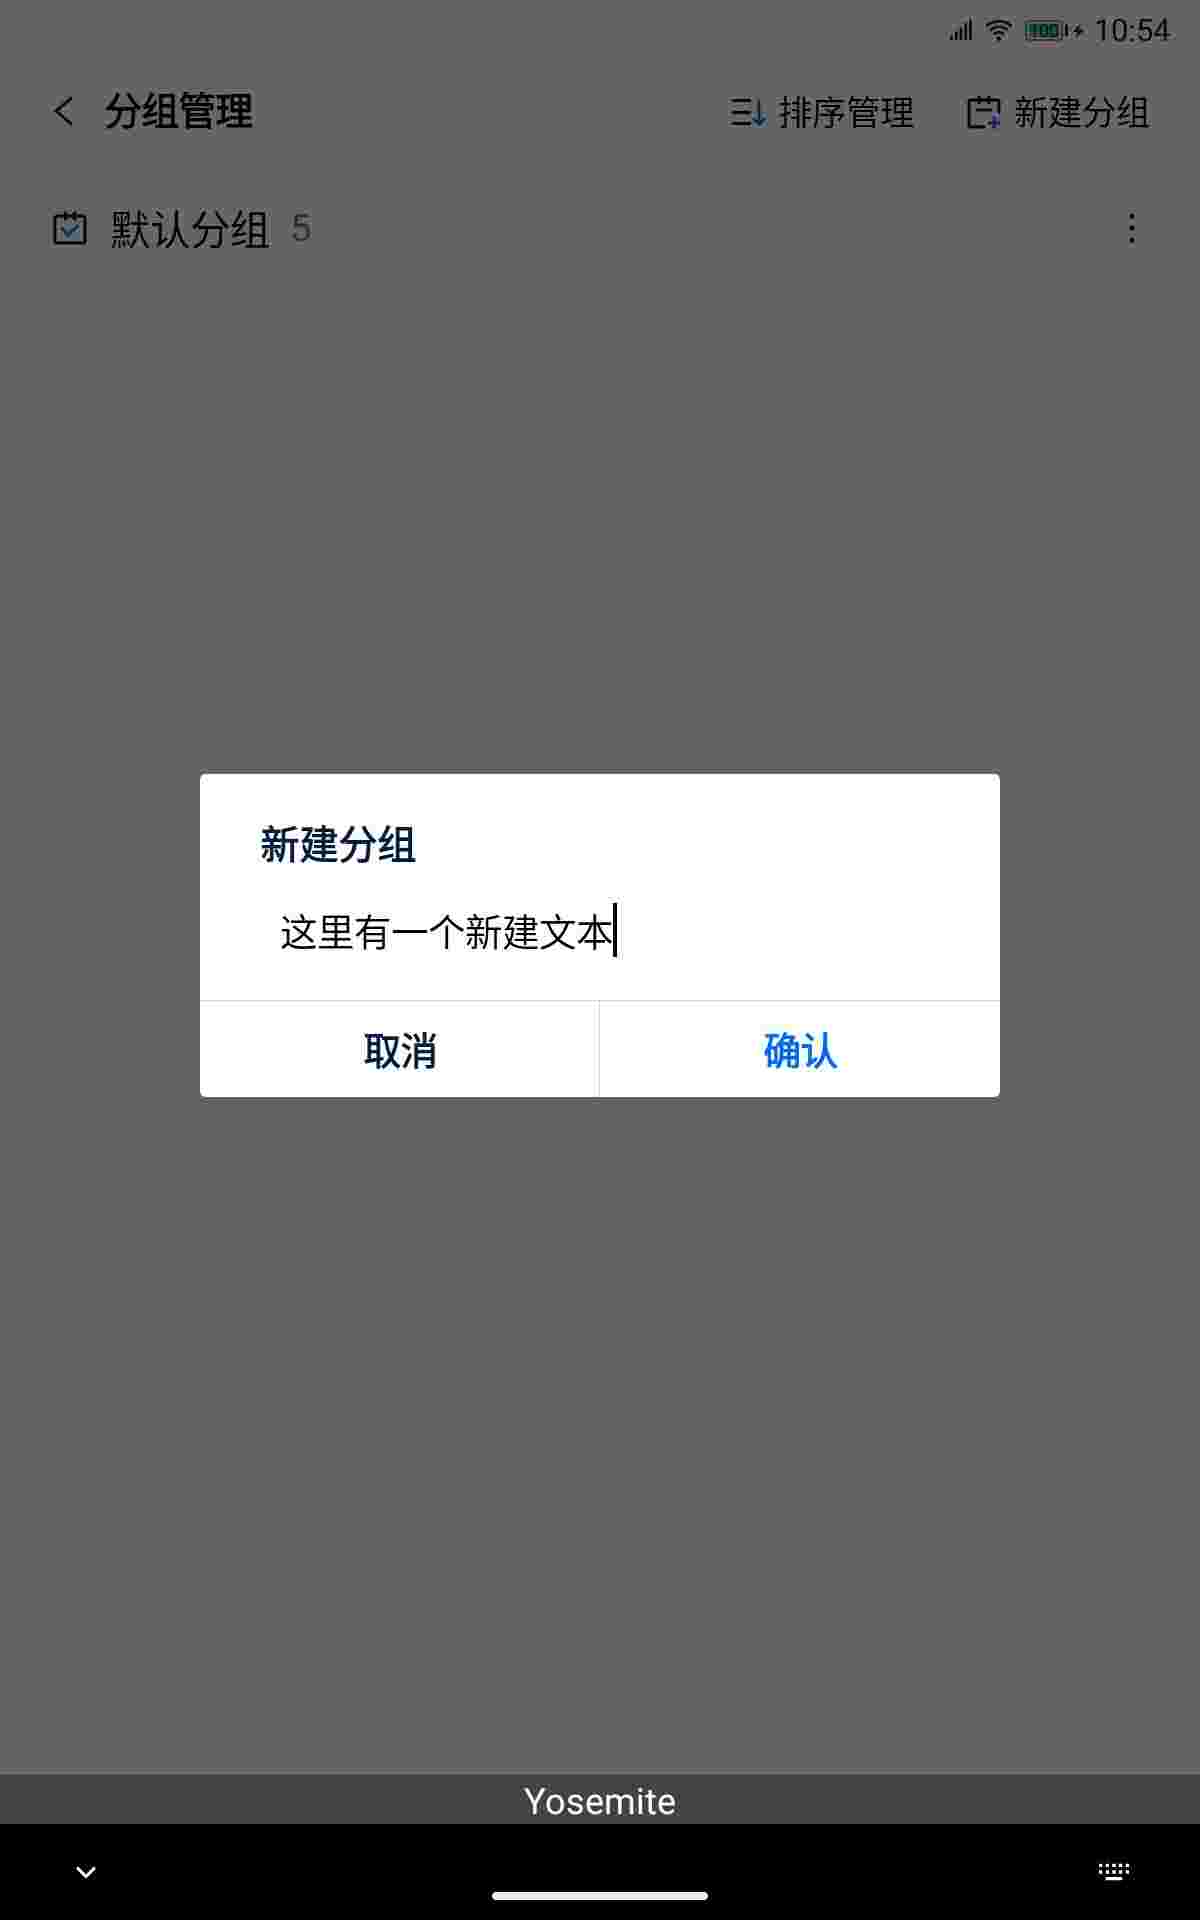 100 10:54
分组管理 排序管理 新建分组
默认分组 5
新建分组
这里有一个新建文本
取消 确认
Yosemite